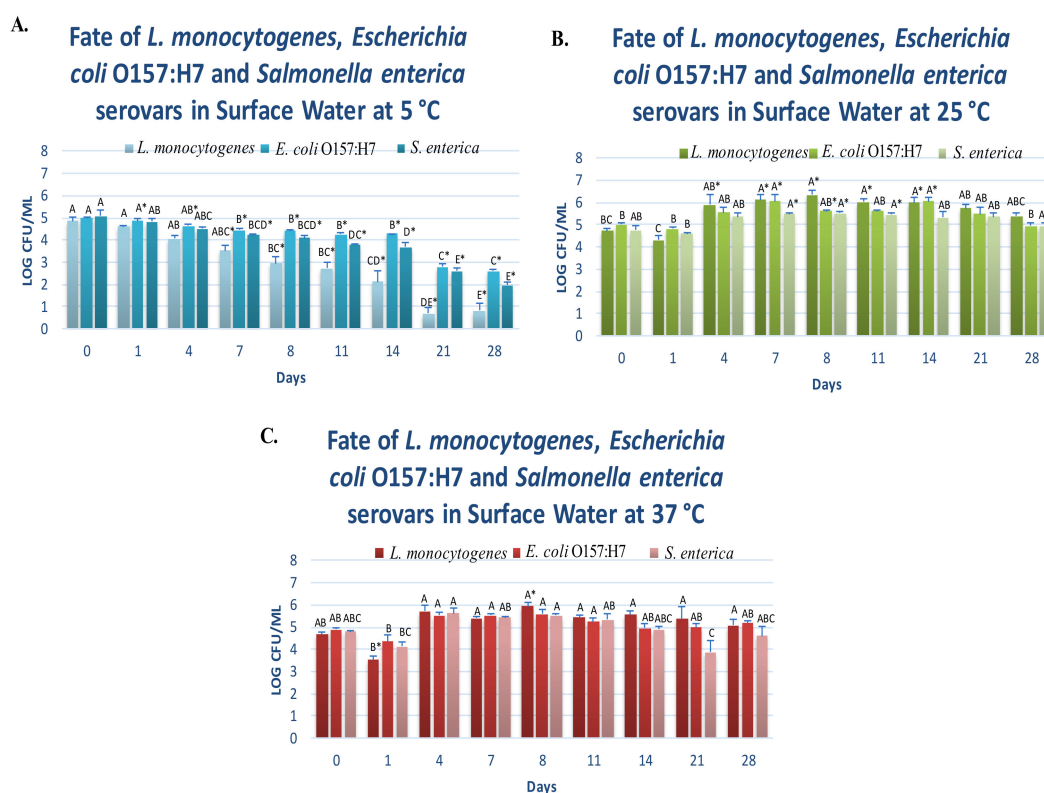 A.
Fate of L. monocytogenes, Escherichia
coli O157:H7 and Salmonella enterica
serovars in Surface Water at 5 °C
L. monocytogenes E. coli O157:H7 S. enterica
LOG CFU/ML
8
7
6
5
4
3
2
1
0
A A A
A A* AB
AB AB* ABC
ABC* B* BCD*
BC* B* BCD*
BC* B* DC*
CD* B* D*
DE* C* E*
E* C* E*
0 1 4 7 8 11 14 21 28
Days
B.
Fate of L. monocytogenes, Escherichia
coli O157:H7 and Salmonella enterica
serovars in Surface Water at 25 °C
L. monocytogenes E. coli O157:H7 S. enterica
LOG CFU/ML
8
7
6
5
4
3
2
1
0
BC B AB
C B B
AB* AB AB
A* A* A*
A* AB* A*
A* AB A*
A* A* AB
AB AB AB
ABC B
0 1 4 7 8 11 14 21 28
Days
C.
Fate of L. monocytogenes, Escherichia
coli O157:H7 and Salmonella enterica
serovars in Surface Water at 37 °C
L. monocytogenes E. coli O157:H7 S. enterica
LOG CFU/ML
8
7
6
5
4
3
2
1
0
AB AB ABC
B* B BC
A A A
A A AB
A* A A
A A AB
A AB ABC
A AB C
A AB ABC
0 1 4 7 8 11 14 21 28
Days